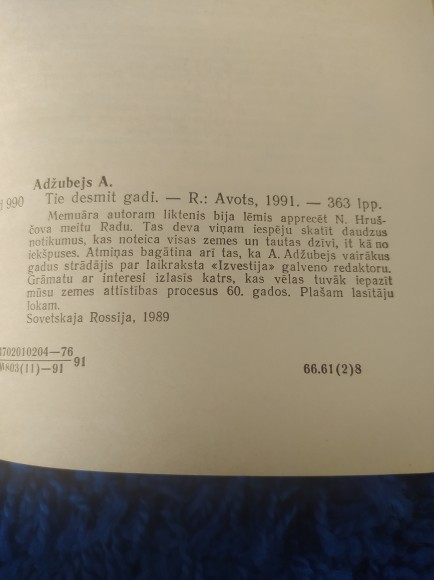 Adžubejs A.
990 Tie desmit gadi. — R.: Avots, 1991. — 363 lpp.
Memuāra autoram liktenis bija lēmis apprecēt N. Hruš-
čova meitu Radu. Tas deva viņam iespēju skatīt daudzus
notikumus, kas noteica visas zemes un tautas dzīvi, it kā no
iekšpuses. Atmiņas bagātina arī tas, ka A. Adžubejs vairākus
gadus strādājis par laikraksta «Izvestija» galveno redaktoru.
Grāmatu ar interesi izlasīs katrs, kas vēlas tuvāk iepazīt
mūsu zemes attīstības procesus 60. gados. Plašam lasītāju
lokam.
Sovetskaja Rossija, 1989
4702010204—76
M803(11)—91 91
66.61(2)8